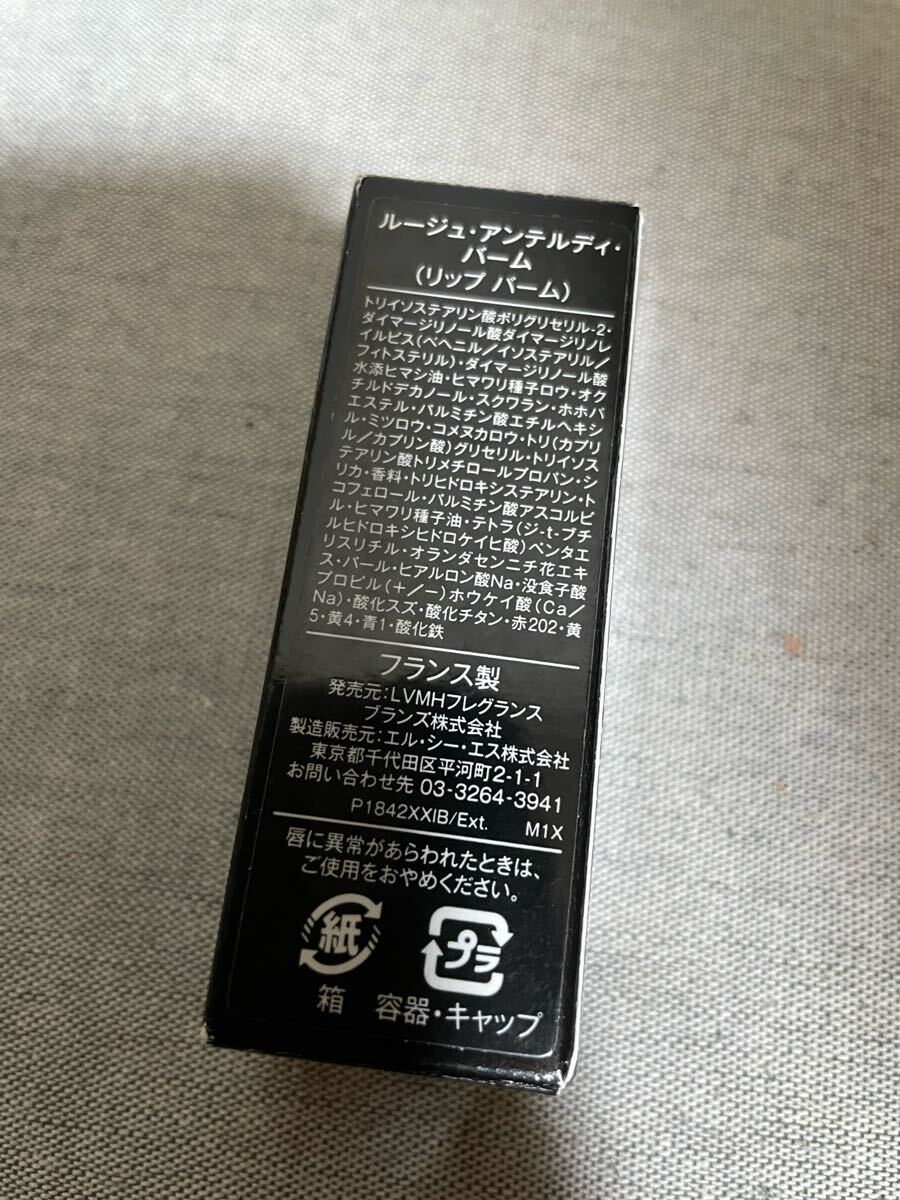 ルージュ・アンテルディ・
バーム
(リップ バーム)
トリイソステアリン酸ポリグリセリル-2・
ダイマージリノール酸ダイマージリノレ
イルビス(ベヘニル/イソステアリル/
フィトステリル)・ダイマージリノール酸
水添ヒマシ油・ヒマワリ種子ロウ・オク
チルドデカノール・スクワラン・ホホバ
エステル・パルミチン酸エチルヘキシ
ル・ミツロウ・コメヌカロウ・トリ(カプリ
ル/カプリン酸)グリセリル・トリイソス
テアリン酸トリメチロールプロパン・シ
リカ・香料・トリヒドロキシステアリン・ト
コフェロール・パルミチン酸アスコルビ
ル・ヒマワリ種子油・テトラ(ジ-t-ブチ
ルヒドロキシヒドロケイヒ酸)ペンタエ
リスリチル・オランダセンニチ花エキ
ス・パール・ヒアルロン酸Na・没食子酸
プロピル(+/-)ホウケイ酸(Ca/
Na)・酸化スズ・酸化チタン・赤202・黄
5・黄4・青1・酸化鉄
フランス製
発売元:LVMHフレグランス
ブランズ株式会社
製造販売元:エル・シー・エス株式会社
東京都千代田区平河町2-1-1
お問い合わせ先 03-3264-3941
P1842XXIB/Ext. M1X
唇に異常があらわれたときは、
ご使用をおやめください。
紙 プラ
箱 容器・キャップ